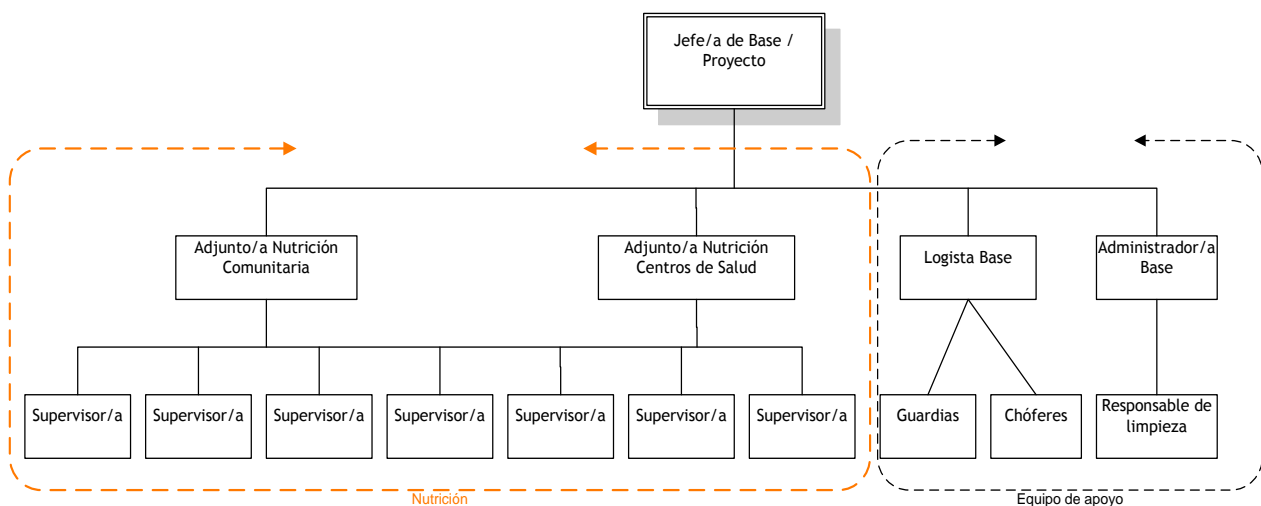 Jefe/a de Base /
Proyecto
Adjunto/a Nutrición
Comunitaria
Adjunto/a Nutrición
Centros de Salud
Logista Base
Administrador/a
Base
Supervisor/a
Supervisor/a
Supervisor/a
Supervisor/a
Supervisor/a
Supervisor/a
Supervisor/a
Guardias
Chóferes
Responsable de
limpieza
Nutrición
Equipo de apoyo